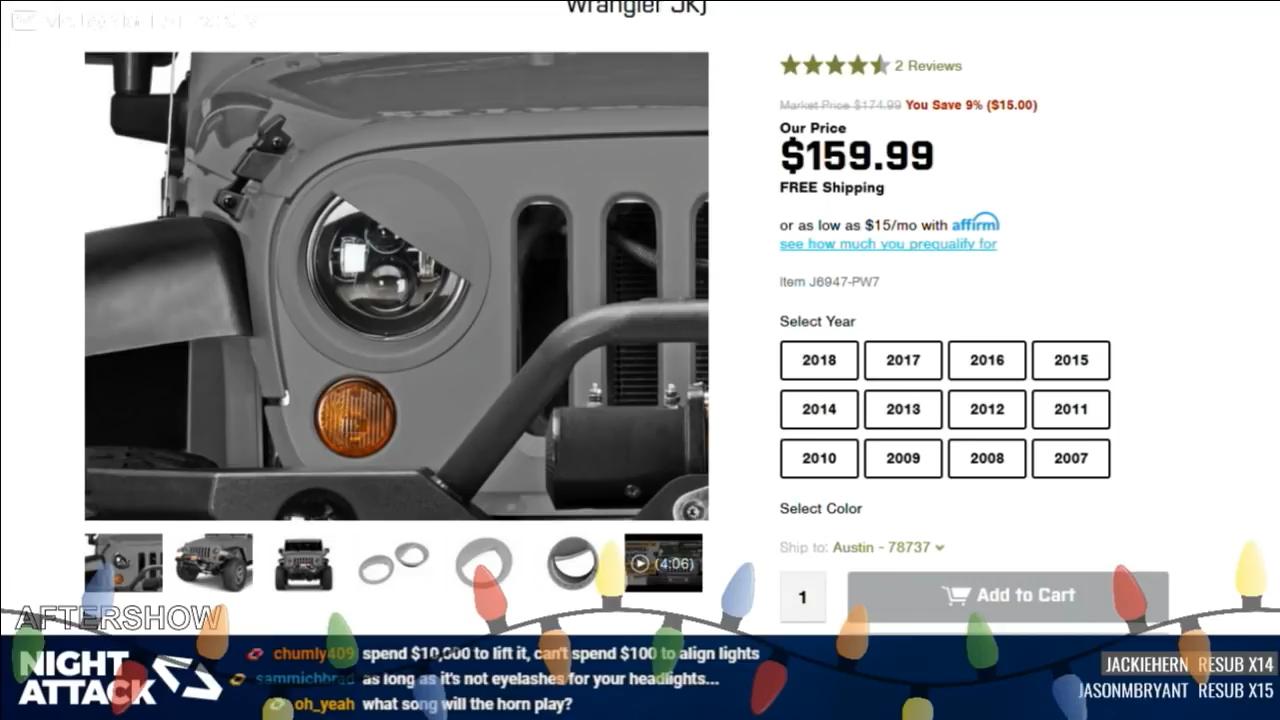 Wrangler JK)
2 Reviews
Market Price $174.99 You Save 9% ($15.00)
Our Price
$159.99
FREE Shipping
or as low as $15/mo with affirm
see how much you prequalify for
Item J6947-PW7
Select Year
2018 2017 2016 2015
2014 2013 2012 2011
2010 2009 2008 2007
Select Color
Ship to: Austin - 78737
(4:06)
1 Add to Cart
AFTERSHOW
NIGHT
ATTACK
chumly409 spend $10,000 to lift it, can't spend $100 to align lights
sammichbrad as long as it's not eyelashes for your headlights...
oh_yeah what song will the horn play?
JACKIEHERN RESUB X14
JASONMBRYANT RESUB X15